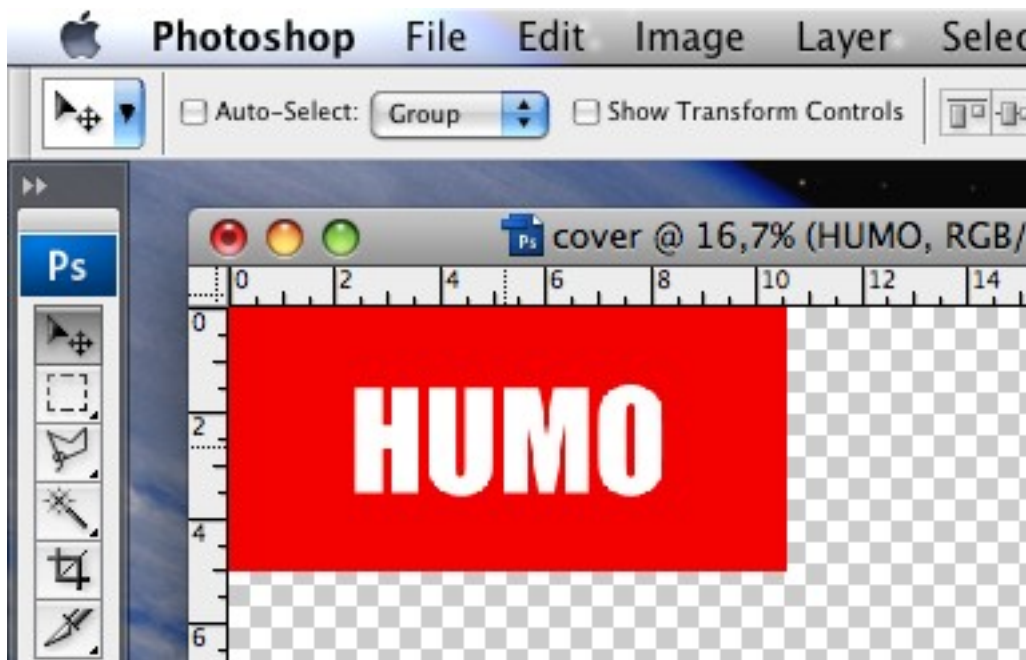 Photoshop File Edit Image Layer
Auto-Select: Group Show Transform Controls
Ps
cover @ 16,7% (HUMO, RGB/
0 2 4 6 8 10 12 14
0
2
4
6
HUMO